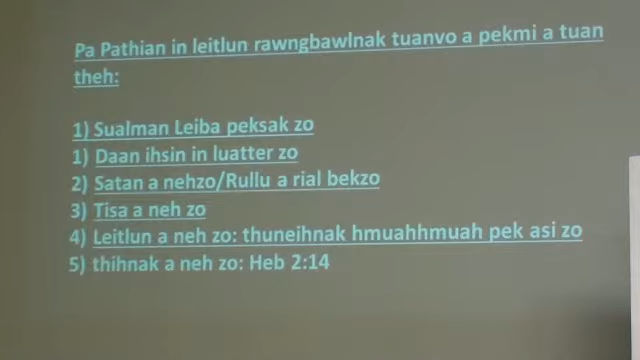 Pa Pathian in leitlun rawngbawlnak tuanvo a pekmi a tuan
theh:
1) Sualman Leiba peksak zo
1) Daan ihsin in luatter zo
2) Satan a nehzo/Rullu a rial bekzo
3) Tisa a neh zo
4) Leitlun a neh zo: thuneihnak hmuahhmuah pek asi zo
5) thihnak a neh zo: Heb 2:14